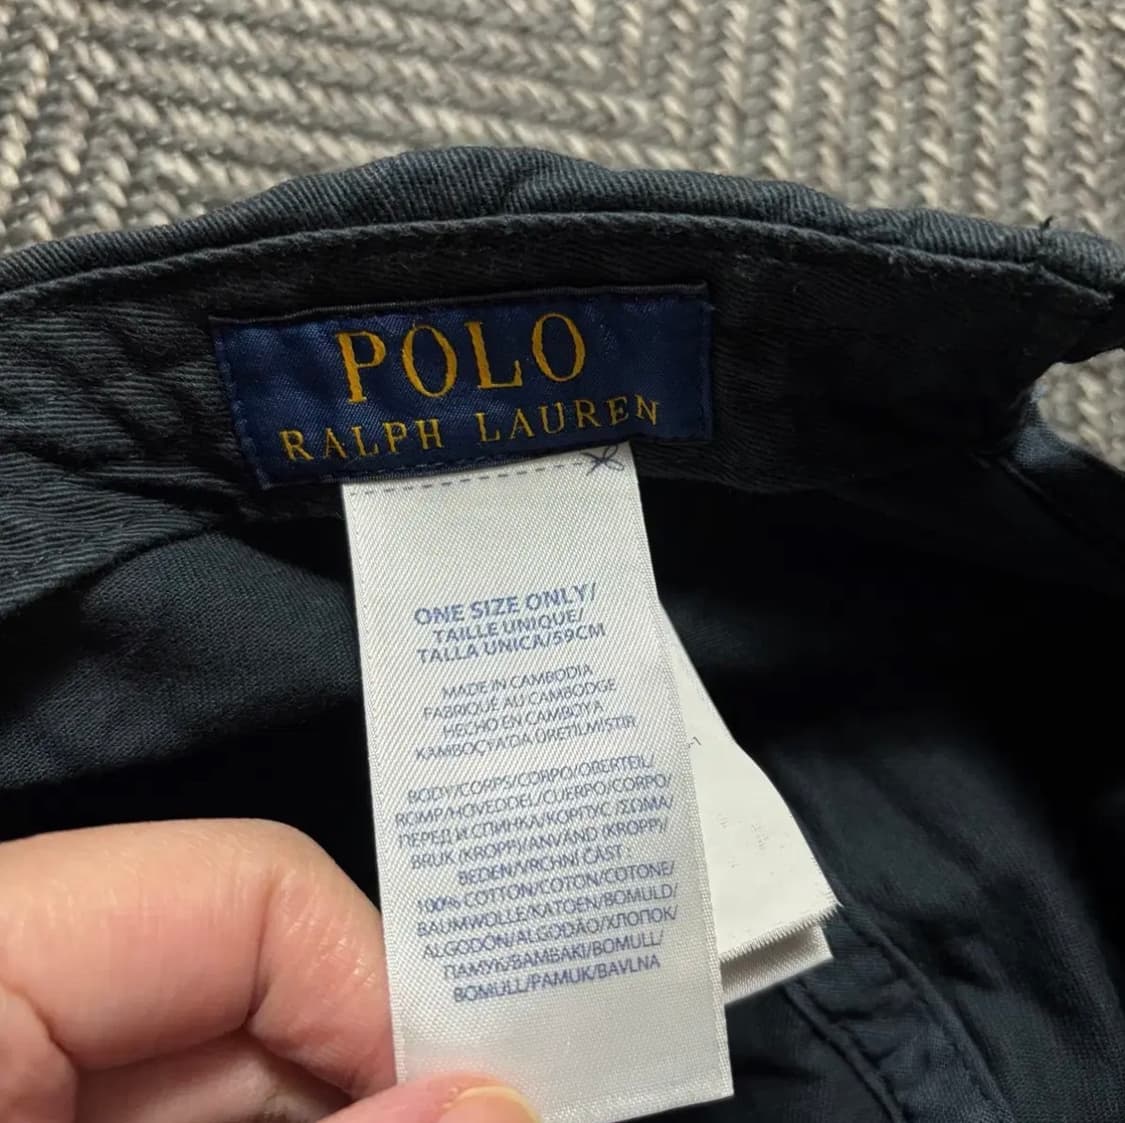 POLO
RALPH LAUREN
ONE SIZE ONLY/
TAILLE UNIQUE/
TALLA UNICA/59CM
MADE IN CAMBODIA
FABRIQUÉ AU CAMBODGE
HECHO EN CAMBOYA
KAMBOÇYA'DA ÜRETİLMİŞTİR
BODY/CORPS/CORPO/OBERTEIL/
ROMP/HOVEDDEL/CUERPO/CORPO/
ПЕРЕД И СПИНКА/КОРПУС/ΣΩΜΑ/
BRUK (KROPP)/ANVÄND (KROPP)/
BEDEN/VRCHNÍ ČÁST
100% COTTON/COTON/COTONE/
BAUMWOLLE/KATOEN/BOMULD/
ALGODÓN/ALGODÃO/ХЛОПОК/
ПАМУК/ΒΑΜΒΑΚΙ/BOMULL/
BOMULL/PAMUK/BAVLNA